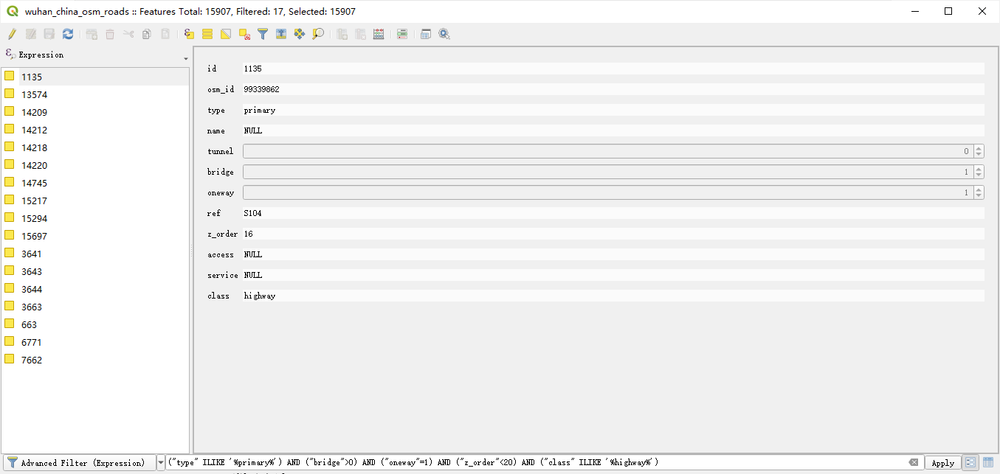 wuhan_china_osm_roads :: Features Total: 15907, Filtered: 17, Selected: 15907
Expression
1135
13574
14209
14212
14218
14220
14745
15217
15294
15697
3641
3643
3644
3663
663
6771
7662
id 1135
osm_id 99339862
type primary
name NULL
tunnel 0
bridge 1
oneway 1
ref S104
z_order 16
access NULL
service NULL
class highway
Advanced Filter (Expression) ("type" ILIKE '%primary%') AND ("bridge">0) AND ("oneway"=1) AND ("z_order"<20) AND ("class" ILIKE '%highway%') Apply